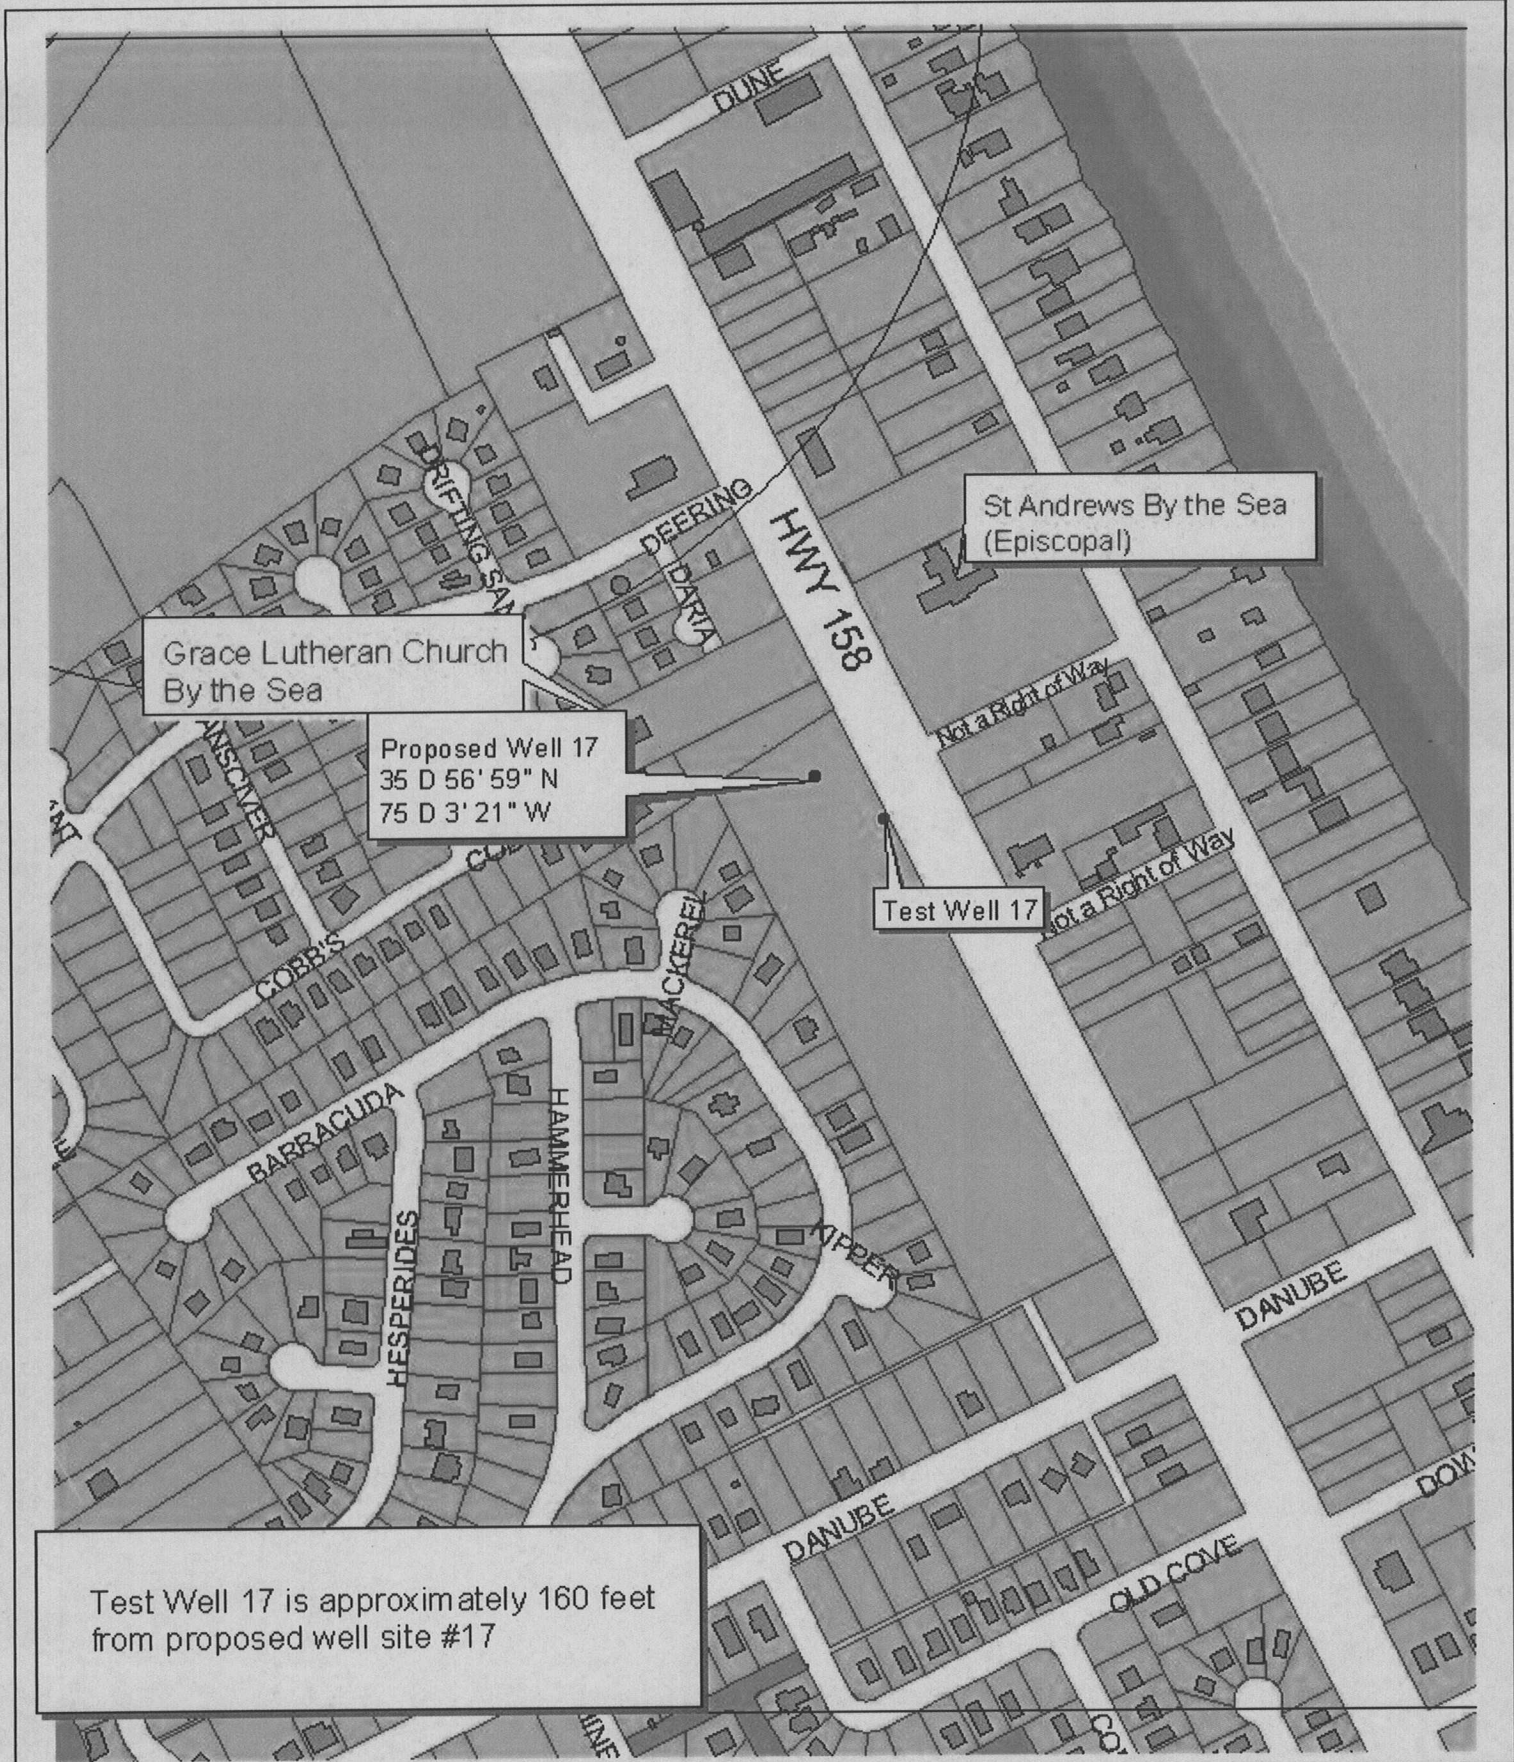 DUNE
St Andrews By the Sea
(Episcopal)
DEERING
HWY 158
DARIA
Not a Right of Way
Grace Lutheran Church
By the Sea
Proposed Well 17
35 D 56' 59" N
75 D 3' 21" W
Test Well 17
Not a Right of Way
MACKEREL
COBB'S
BARRACUDA
HAMMERHEAD
HESPERIDES
KIPPER
DANUBE
DANUBE
OLD COVE
Test Well 17 is approximately 160 feet
from proposed well site #17